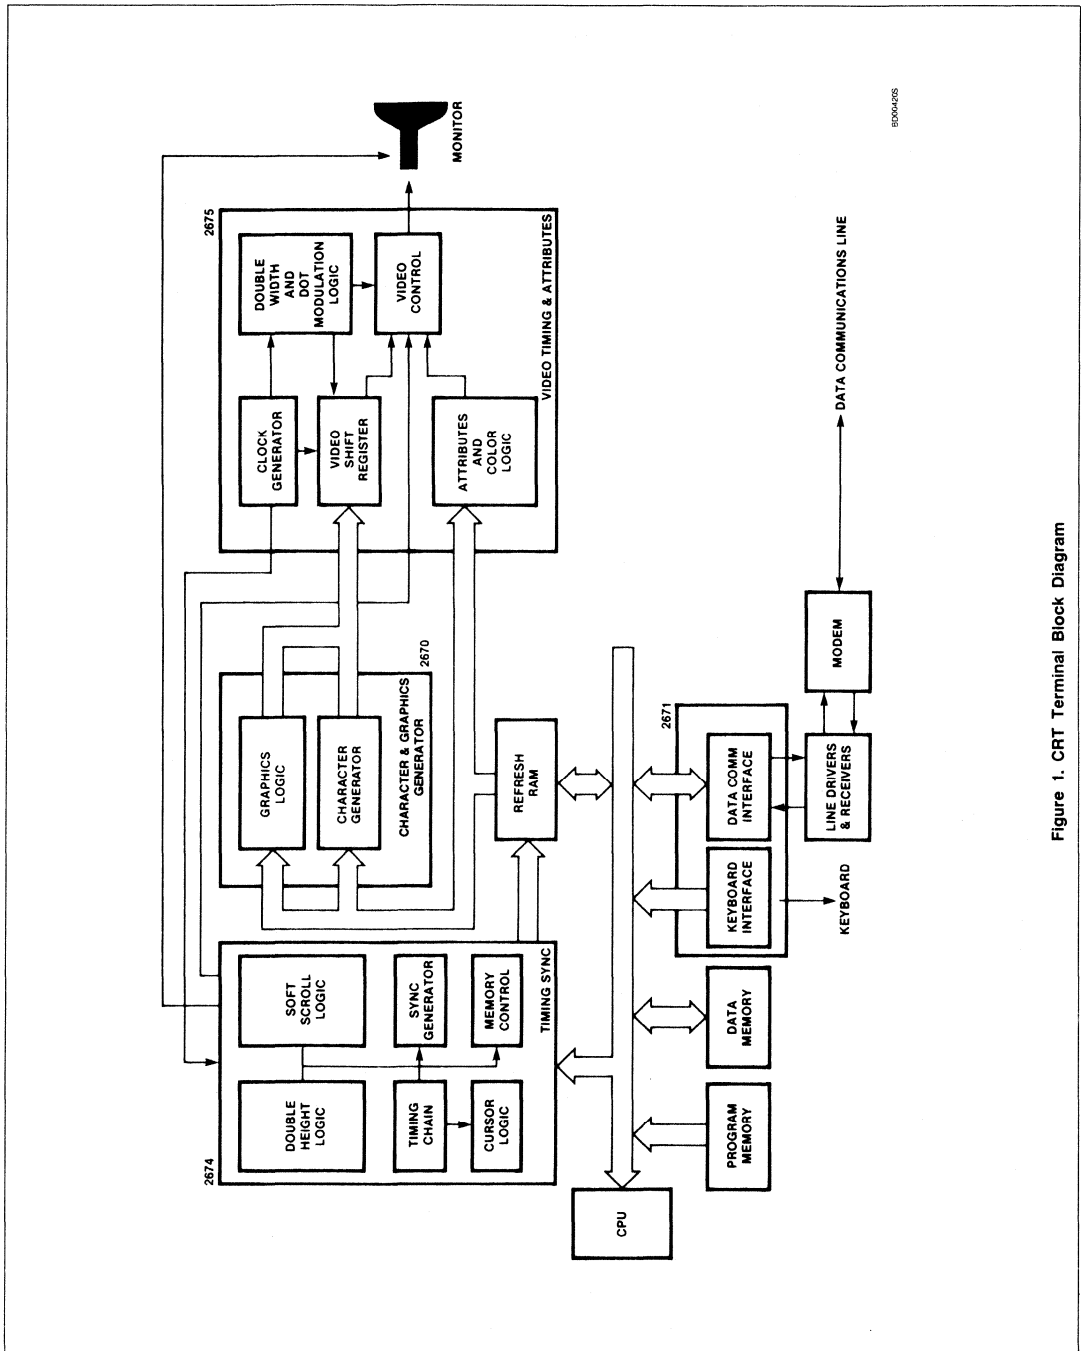 2674
DOUBLE
HEIGHT
LOGIC
SOFT
SCROLL
LOGIC
TIMING
CHAIN
SYNC
GENERATOR
CURSOR
LOGIC
MEMORY
CONTROL
TIMING SYNC
GRAPHICS
LOGIC
CHARACTER
GENERATOR
CHARACTER & GRAPHICS
GENERATOR
2670
2675
CLOCK
GENERATOR
DOUBLE
WIDTH
AND
DOT
MODULATION
LOGIC
VIDEO
SHIFT
REGISTER
VIDEO
CONTROL
ATTRIBUTES
AND
COLOR
LOGIC
VIDEO TIMING & ATTRIBUTES
MONITOR
REFRESH
RAM
CPU
PROGRAM
MEMORY
DATA
MEMORY
2671
KEYBOARD
INTERFACE
DATA COMM
INTERFACE
KEYBOARD
LINE DRIVERS
& RECEIVERS
MODEM
DATA COMMUNICATIONS LINE
BD00420S
Figure 1. CRT Terminal Block Diagram